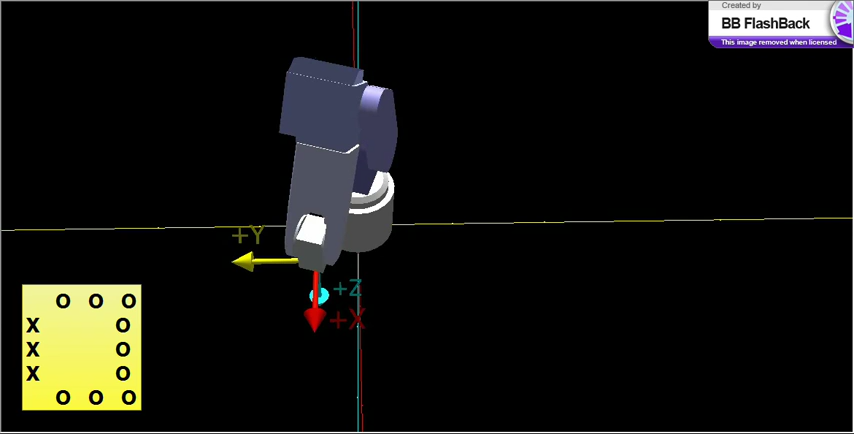 Created by
BB FlashBack
This image removed when licensed
+Y
+Z
+X
O O O
X O
X O
X O
O O O